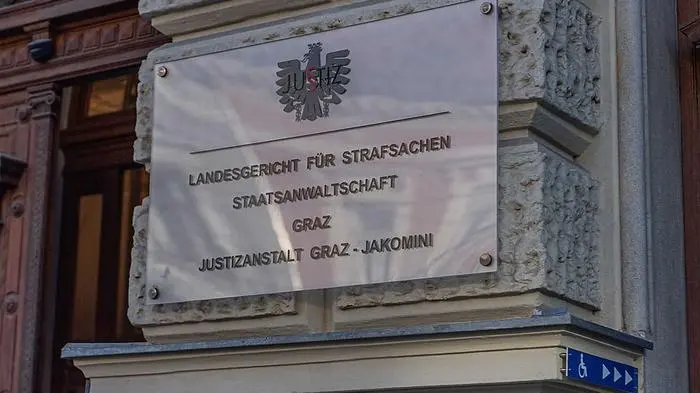 JUSTIZ
LANDESGERICHT FÜR STRAFSACHEN
STAATSANWALTSCHAFT
GRAZ
JUSTIZANSTALT GRAZ - JAKOMINI